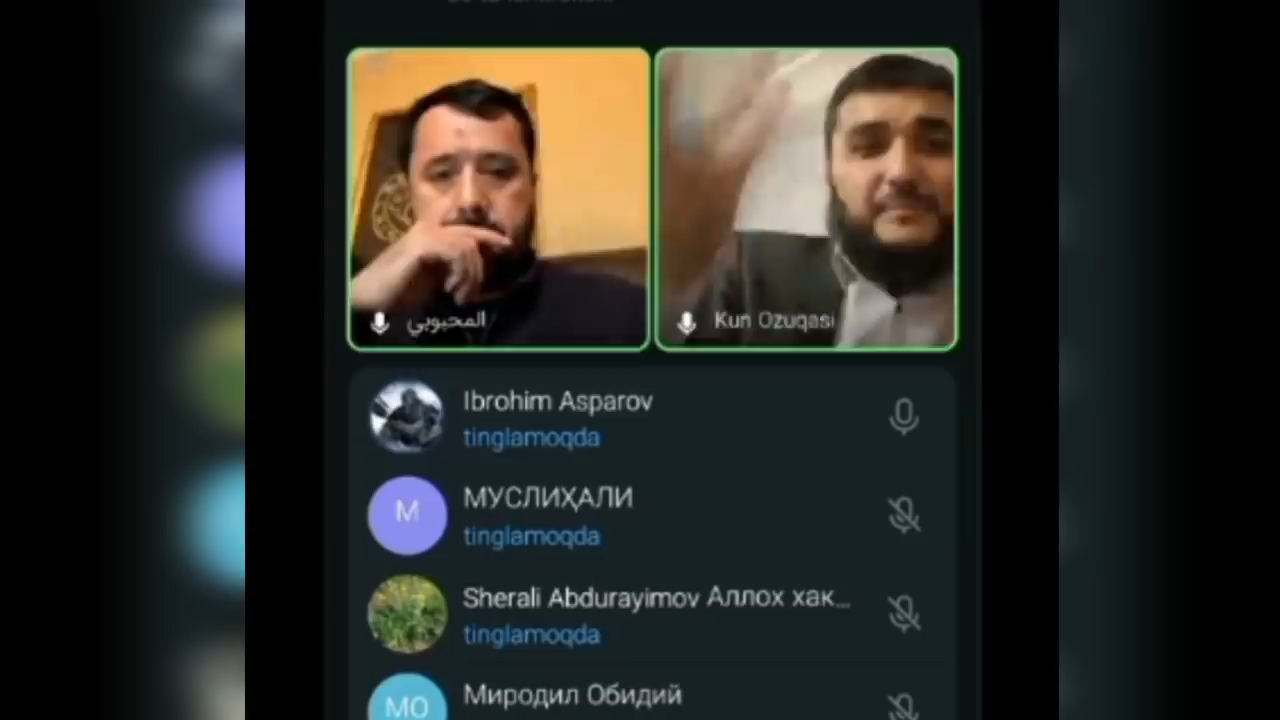 المحبوبي
Kun Ozuqasi
Ibrohim Asparov
tinglamoqda
М
МУСЛИҲАЛИ
tinglamoqda
Sherali Abdurayimov Аллох хак...
tinglamoqda
МО
Миродил Обидий